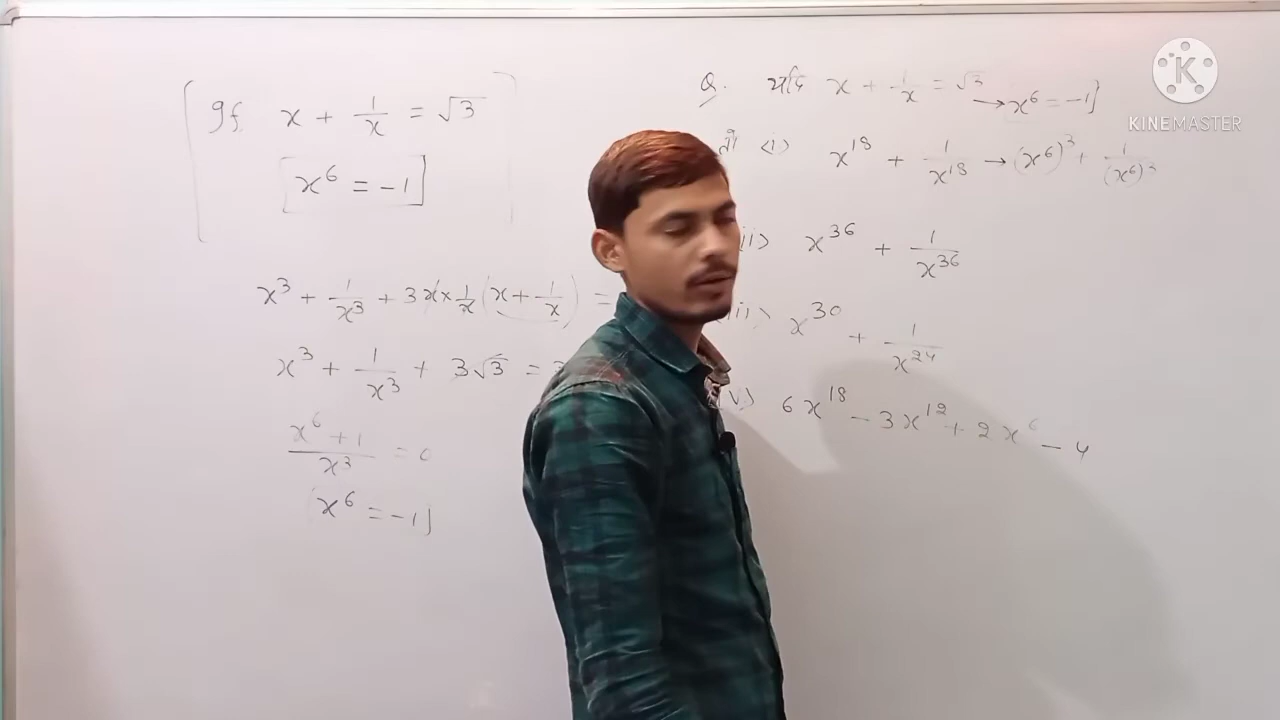 If x + 1/x = √3
x⁶ = -1
x³ + 1/x³ + 3x × 1/x (x + 1/x) =
x³ + 1/x³ + 3√3 =
(x⁶ + 1)/x³ = 0
x⁶ = -1
Q. यदि x + 1/x = √3 → x⁶ = -1
(i) x¹⁸ + 1/x¹⁸ → (x⁶)³ + 1/(x⁶)³
ii) x³⁶ + 1/x³⁶
ii) x³⁰ + 1/x²⁴
v) 6x¹⁸ - 3x¹² + 2x⁶ - 4
K
KINEMASTER